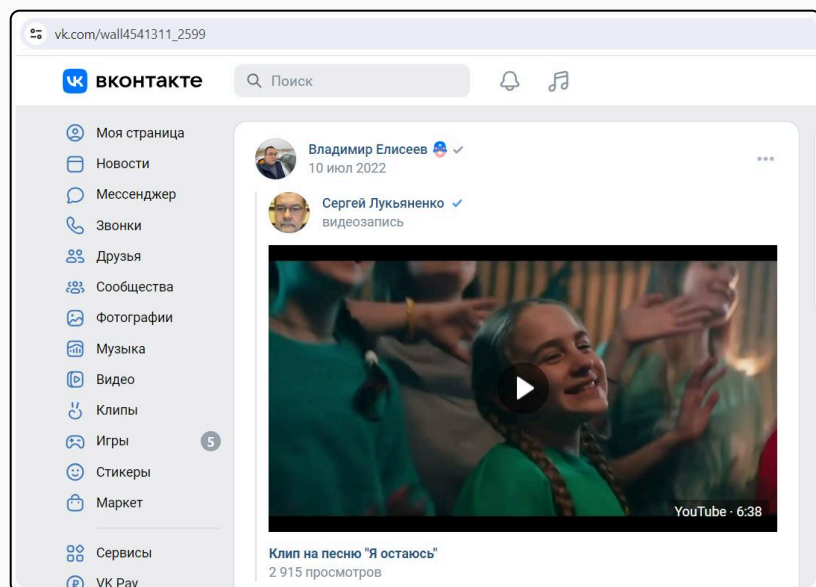 vk.com/wall4541311_2599
вконтакте
Поиск
Моя страница
Новости
Мессенджер
Звонки
Друзья
Сообщества
Фотографии
Музыка
Видео
Клипы
Игры 5
Стикеры
Маркет
Сервисы
VK Pay
Владимир Елисеев
10 июл 2022
Сергей Лукьяненко
видеозапись
YouTube · 6:38
Клип на песню "Я остаюсь"
2 915 просмотров